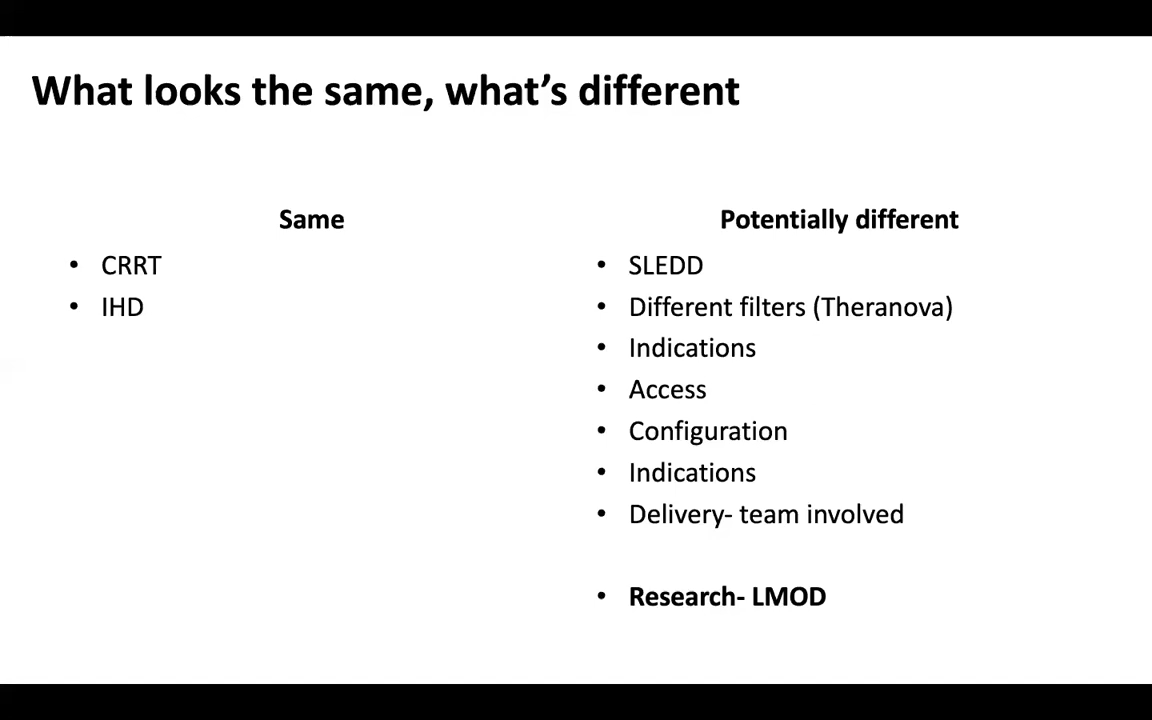 What looks the same, what's different
Same
• CRRT
• IHD
Potentially different
• SLEDD
• Different filters (Theranova)
• Indications
• Access
• Configuration
• Indications
• Delivery- team involved
• Research- LMOD